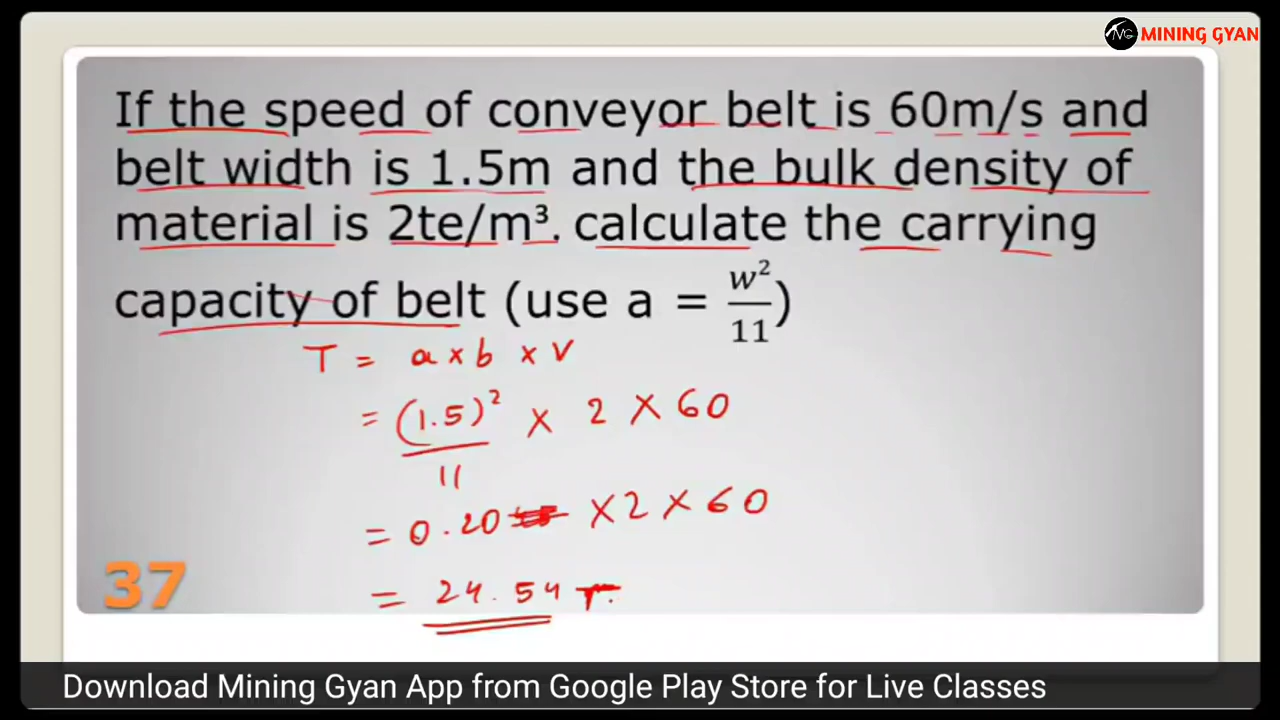 MINING GYAN
If the speed of conveyor belt is 60m/s and
belt width is 1.5m and the bulk density of
material is 2te/m³. calculate the carrying
capacity of belt (use a = w²/11)
T = a × b × v
= (1.5)²/11 × 2 × 60
= 0.20 × 2 × 60
= 24.54 T.
37
Download Mining Gyan App from Google Play Store for Live Classes